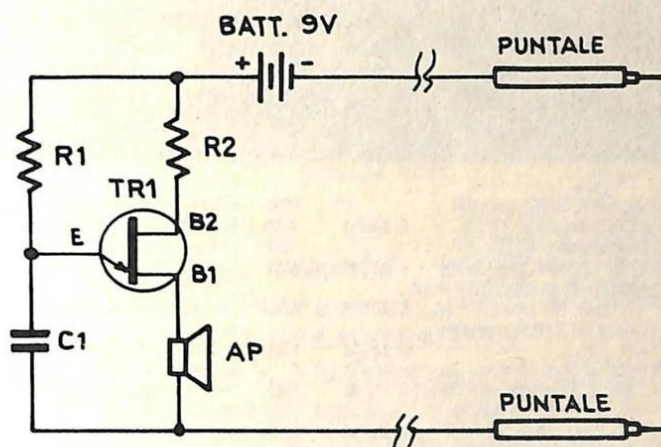 BATT. 9V
+ -
PUNTALE
R1
R2
TR1
B2
E
B1
C1
AP
PUNTALE